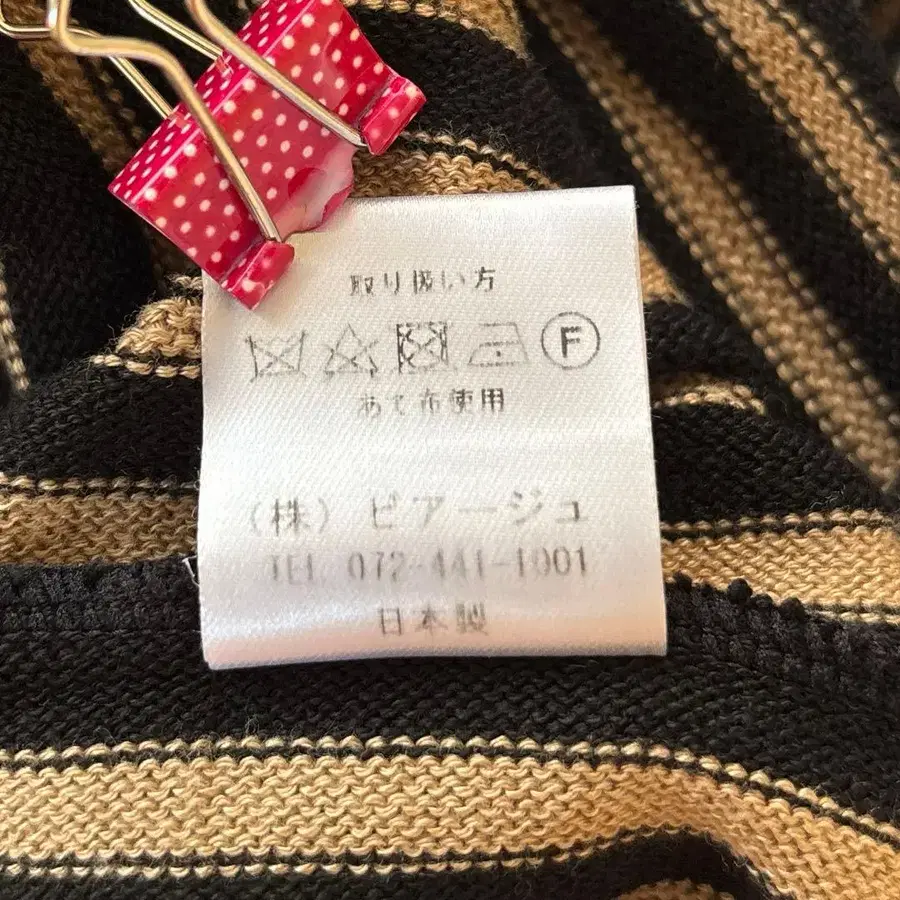 取り扱い方
F
あて布使用
（株）ビアージュ
TEL 072-441-1001
日本製